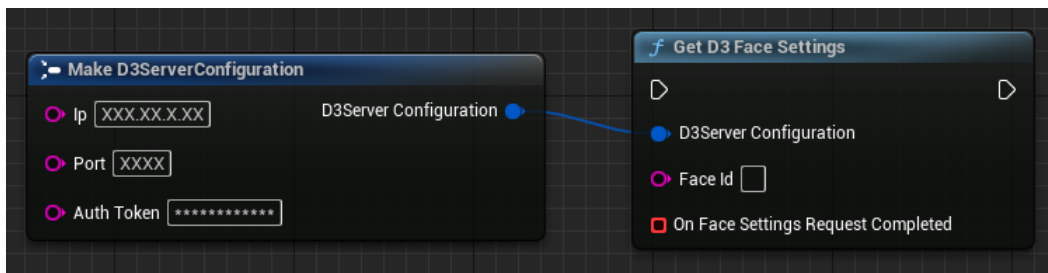 Make D3ServerConfiguration
Ip XXX.XX.X.XX
D3Server Configuration
Port XXXX
Auth Token ************
f Get D3 Face Settings
D3Server Configuration
Face Id
On Face Settings Request Completed